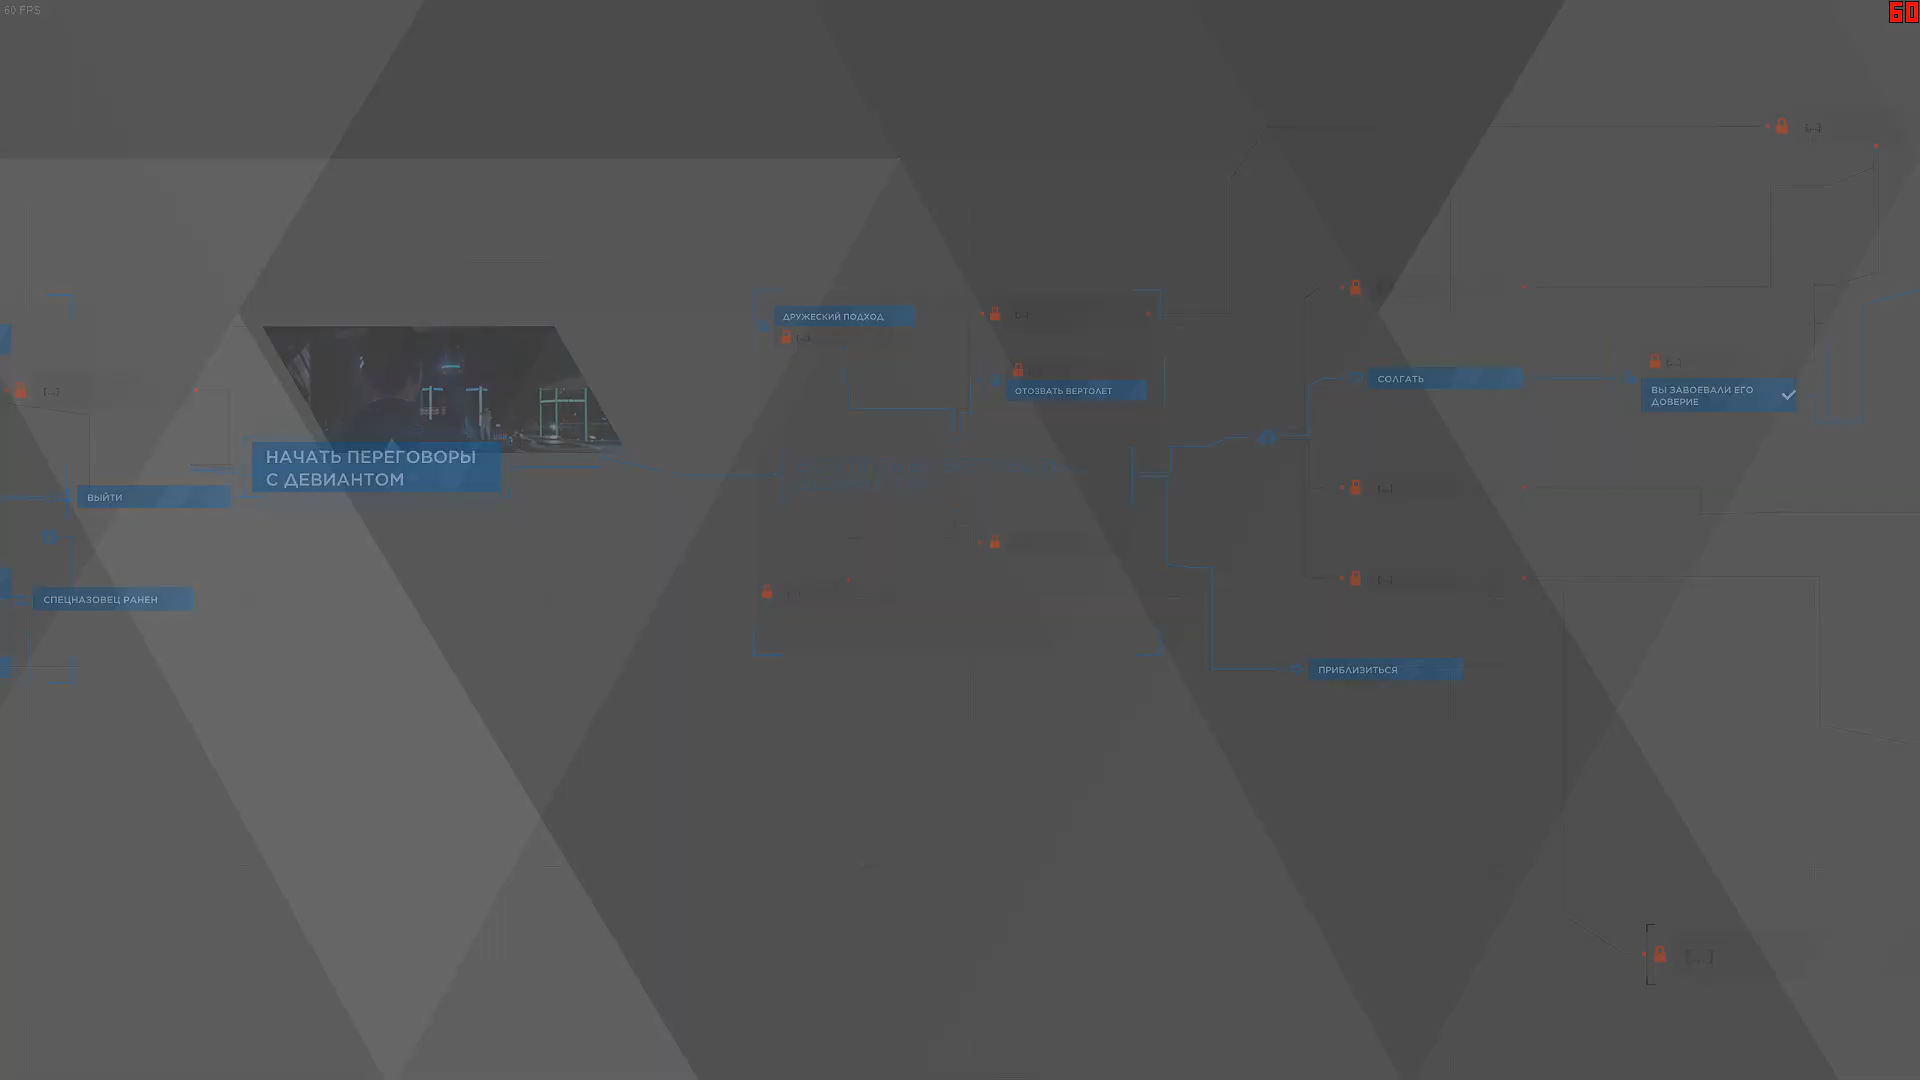 60 FPS
60
[...]
[...]
ДРУЖЕСКИЙ ПОДХОД
[...]
[...]
ОТОЗВАТЬ ВЕРТОЛЕТ
СОЛГАТЬ
[...]
ВЫ ЗАВОЕВАЛИ ЕГО
ДОВЕРИЕ
НАЧАТЬ ПЕРЕГОВОРЫ
С ДЕВИАНТОМ
ВЫЙТИ
[...]
[...]
СПЕЦНАЗОВЕЦ РАНЕН
ПРИБЛИЗИТЬСЯ
[...]